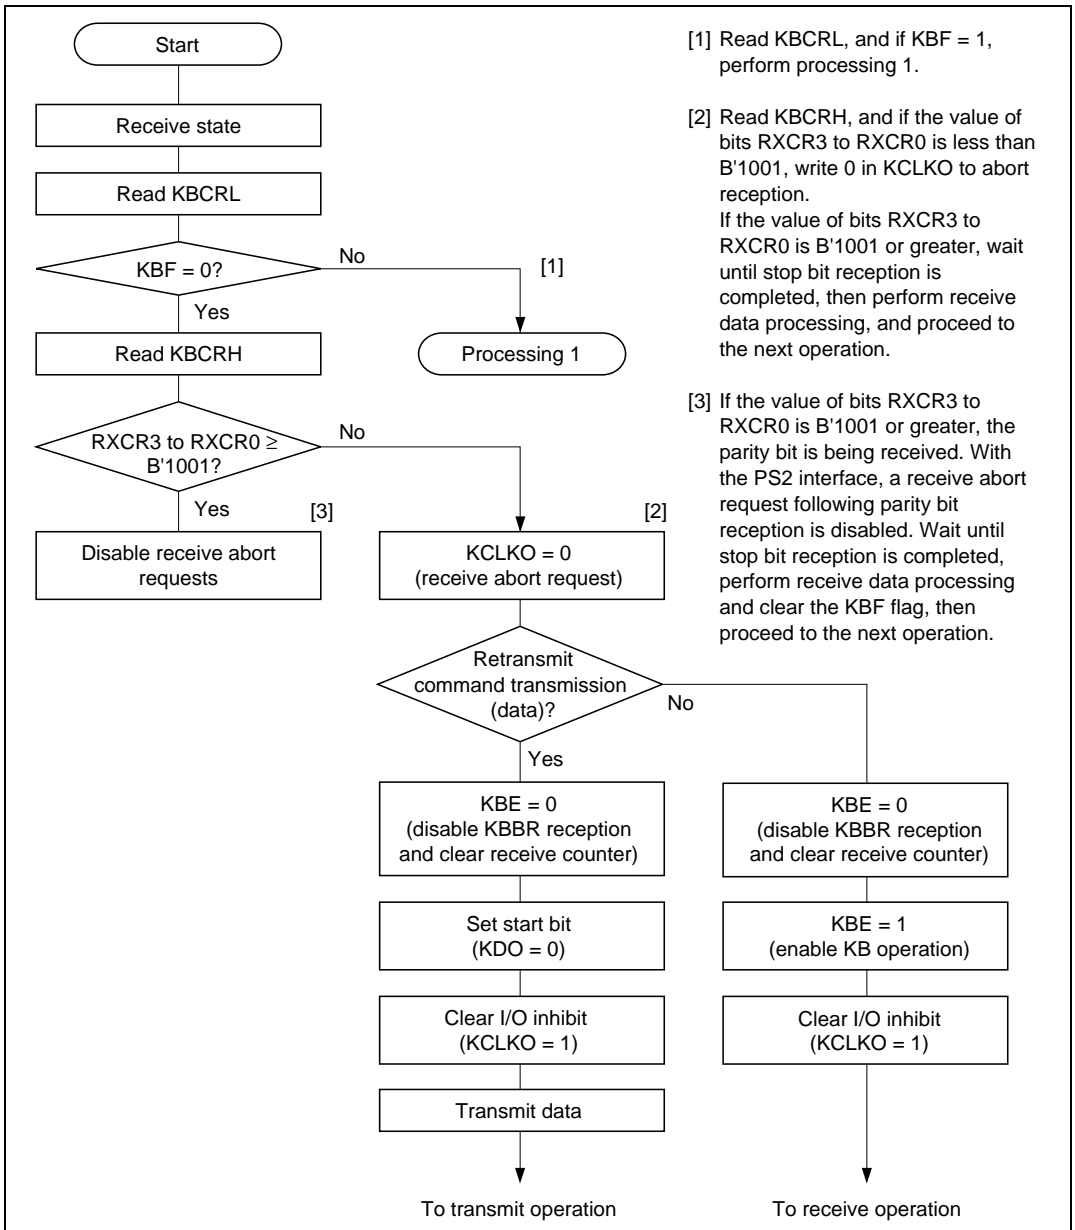 Start
Receive state
Read KBCRL
KBF = 0?
No
[1]
Yes
Processing 1
Read KBCRH
RXCR3 to RXCR0 ≥
B'1001?
No
Yes
[3]
[2]
Disable receive abort
requests
KCLKO = 0
(receive abort request)
Retransmit
command transmission
(data)?
No
Yes
KBE = 0
(disable KBBR reception
and clear receive counter)
Set start bit
(KDO = 0)
Clear I/O inhibit
(KCLKO = 1)
Transmit data
To transmit operation
KBE = 0
(disable KBBR reception
and clear receive counter)
KBE = 1
(enable KB operation)
Clear I/O inhibit
(KCLKO = 1)
To receive operation
[1] Read KBCRL, and if KBF = 1,
perform processing 1.
[2] Read KBCRH, and if the value of
bits RXCR3 to RXCR0 is less than
B'1001, write 0 in KCLKO to abort
reception.
If the value of bits RXCR3 to
RXCR0 is B'1001 or greater, wait
until stop bit reception is
completed, then perform receive
data processing, and proceed to
the next operation.
[3] If the value of bits RXCR3 to
RXCR0 is B'1001 or greater, the
parity bit is being received. With
the PS2 interface, a receive abort
request following parity bit
reception is disabled. Wait until
stop bit reception is completed,
perform receive data processing
and clear the KBF flag, then
proceed to the next operation.